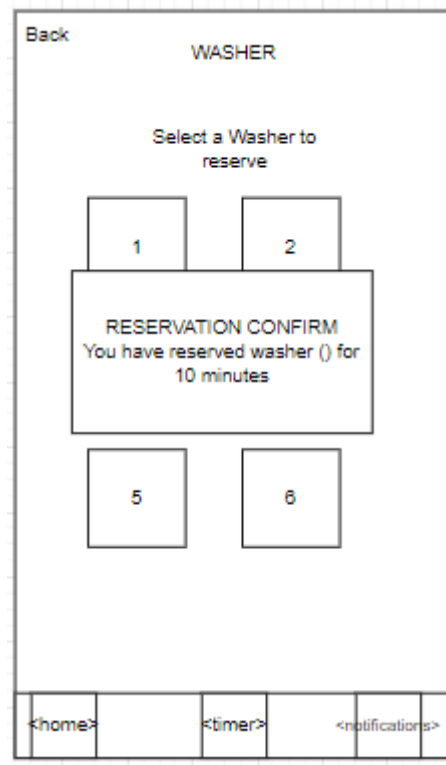 Back
WASHER
Select a Washer to
reserve
1
2
RESERVATION CONFIRM
You have reserved washer () for
10 minutes
5
6
<home>
<timer>
<notifications>